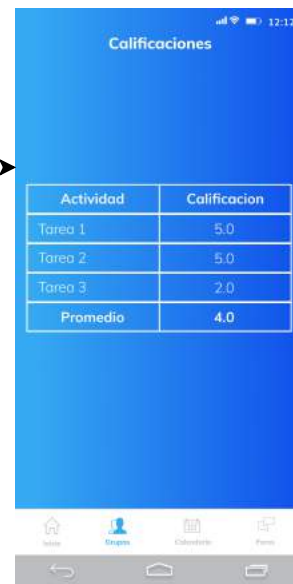 12:12
Calificaciones
Actividad Calificacion
Tarea 1 5.0
Tarea 2 5.0
Tarea 3 2.0
Promedio 4.0
Inicio Grupos Calendario Foros